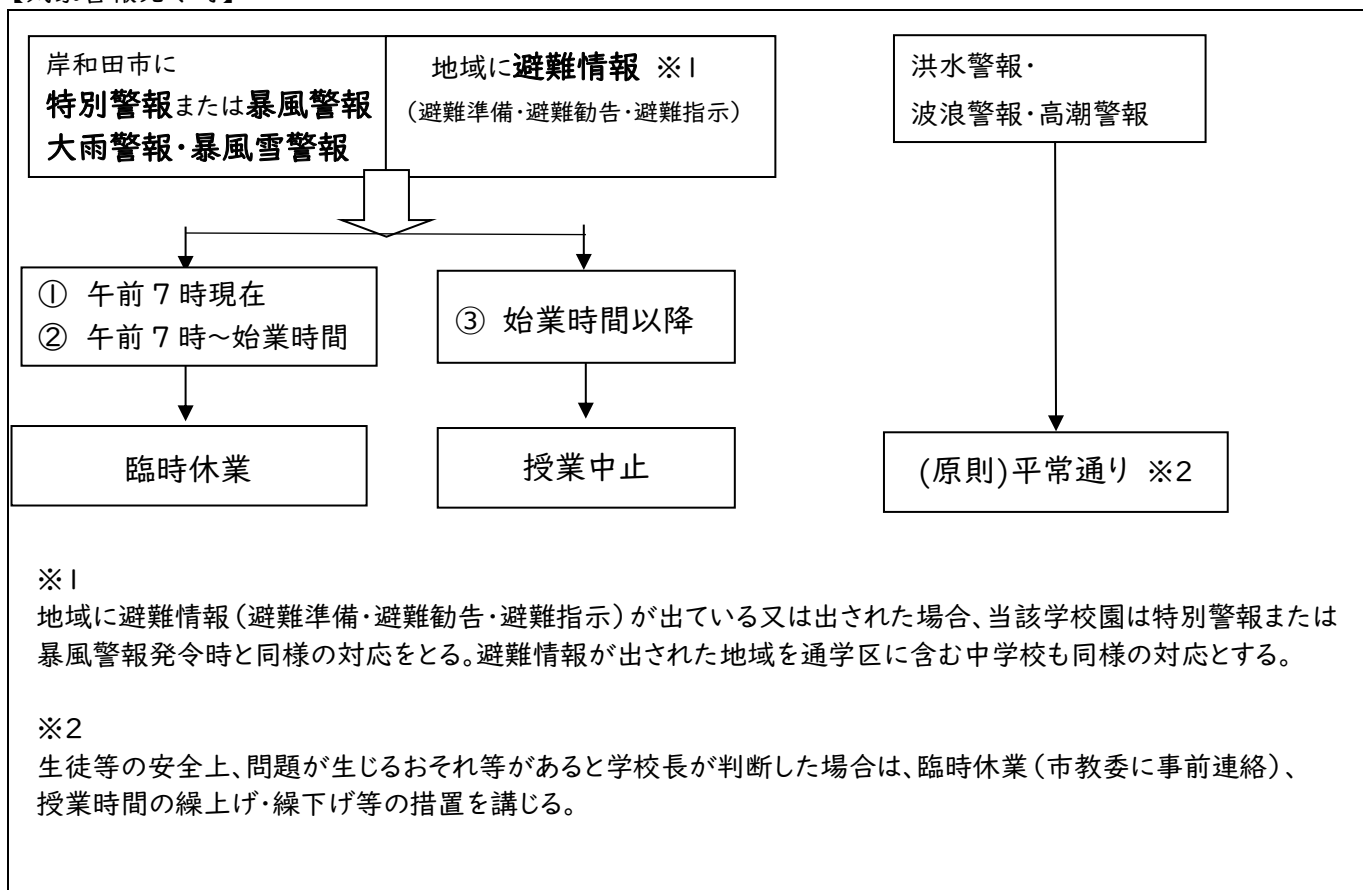 岸和田市に
特別警報または暴風警報
大雨警報・暴風雪警報
地域に避難情報 ※1
(避難準備・避難勧告・避難指示)
洪水警報・
波浪警報・高潮警報
① 午前7時現在
② 午前7時~始業時間
③ 始業時間以降
臨時休業
授業中止
(原則)平常通り ※2
※1
地域に避難情報(避難準備・避難勧告・避難指示)が出ている又は出された場合、当該学校園は特別警報または
暴風警報発令時と同様の対応をとる。避難情報が出された地域を通学区に含む中学校も同様の対応とする。
※2
生徒等の安全上、問題が生じるおそれ等があると学校長が判断した場合は、臨時休業(市教委に事前連絡)、
授業時間の繰上げ・繰下げ等の措置を講じる。